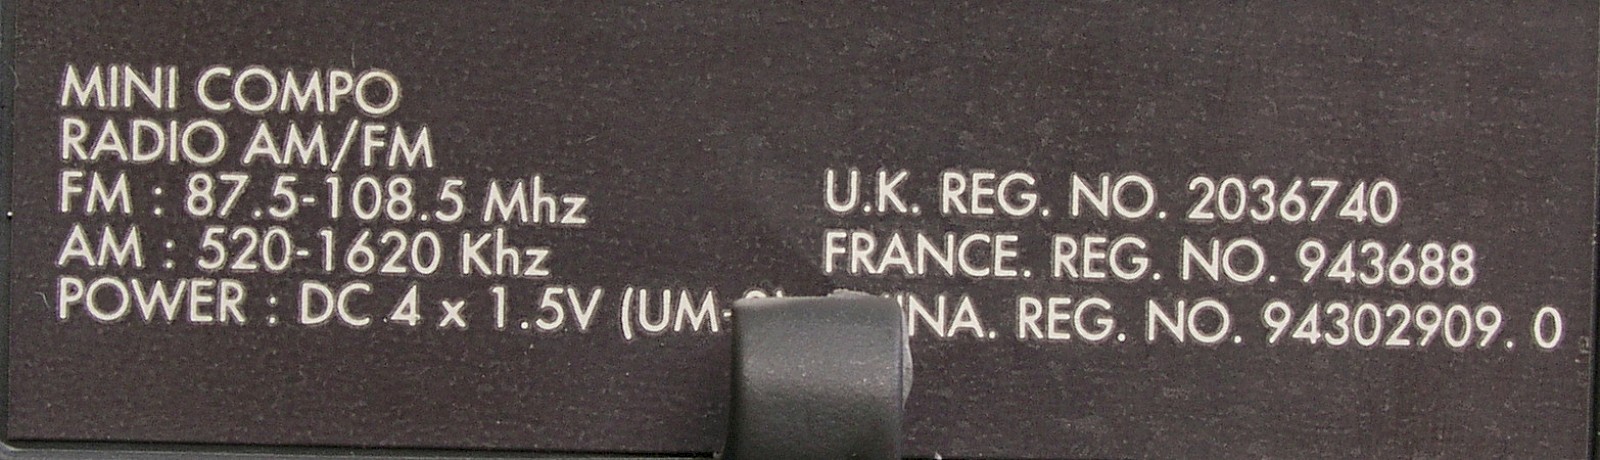 MINI COMPO
RADIO AM/FM
FM : 87.5-108.5 Mhz
AM : 520-1620 Khz
POWER : DC 4 x 1.5V
U.K. REG. NO. 2036740
FRANCE. REG. NO. 943688
REG. NO. 94302909. 0